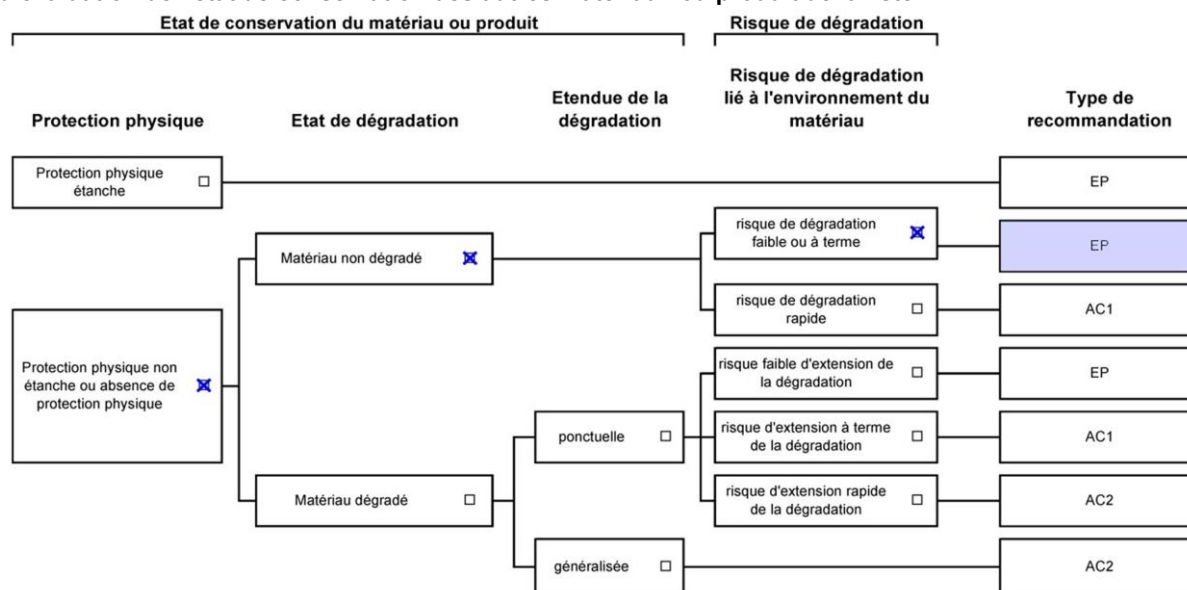 Etat de conservation du matériau ou produit
Risque de dégradation
Protection physique
Etat de dégradation
Etendue de la
dégradation
Risque de dégradation
lié à l'environnement du
matériau
Type de
recommandation
Protection physique
étanche
EP
risque de dégradation
faible ou à terme
EP
Matériau non dégradé
risque de dégradation
rapide
AC1
Protection physique non
étanche ou absence de
protection physique
risque faible d'extension de
la dégradation
EP
ponctuelle
risque d'extension à terme
de la dégradation
AC1
Matériau dégradé
risque d'extension rapide
de la dégradation
AC2
généralisée
AC2